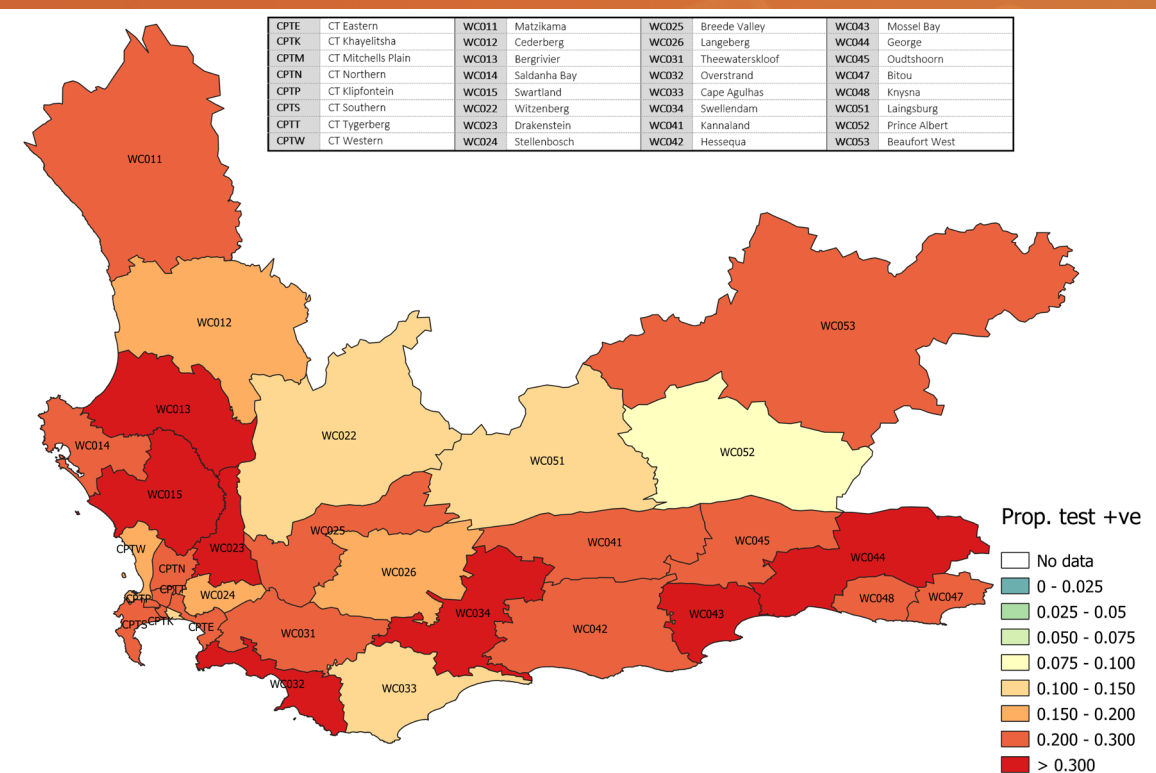 CPTE CT Eastern WC011 Matzikama WC025 Breede Valley WC043 Mossel Bay
CPTK CT Khayelitsha WC012 Cederberg WC026 Langeberg WC044 George
CPTM CT Mitchells Plain WC013 Bergrivier WC031 Theewaterskloof WC045 Oudtshoorn
CPTN CT Northern WC014 Saldanha Bay WC032 Overstrand WC047 Bitou
CPTP CT Klipfontein WC015 Swartland WC033 Cape Agulhas WC048 Knysna
CPTS CT Southern WC022 Witzenberg WC034 Swellendam WC051 Laingsburg
CPTT CT Tygerberg WC023 Drakenstein WC041 Kannaland WC052 Prince Albert
CPTW CT Western WC024 Stellenbosch WC042 Hessequa WC053 Beaufort West
WC011
WC012
WC053
WC013
WC022
WC014
WC052
WC051
WC015
WC025
WC041
WC045
CPTW
WC023
WC044
CPTN
WC026
CPTT
WC024
CPTP
WC048
WC047
WC034
WC043
CPTS
CPTK
CPTE
WC031
WC042
WC032
WC033
Prop. test +ve
No data
0 - 0.025
0.025 - 0.05
0.050 - 0.075
0.075 - 0.100
0.100 - 0.150
0.150 - 0.200
0.200 - 0.300
> 0.300